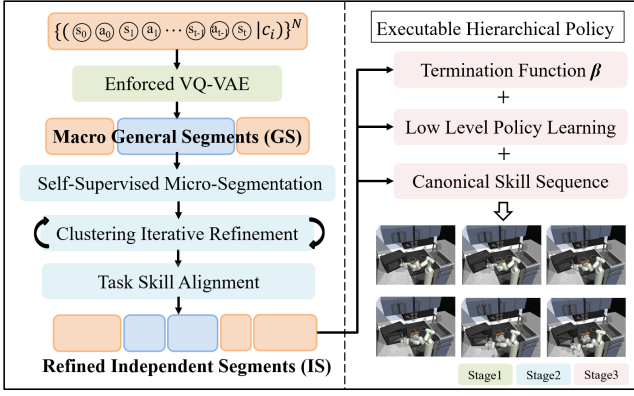 {( s₀ a₀ s₁ a₁ ⋯ sₜ₋₁ aₜ₋₁ sₜ |cᵢ)}ᴺ
Enforced VQ-VAE
Macro General Segments (GS)
Self-Supervised Micro-Segmentation
Clustering Iterative Refinement
Task Skill Alignment
Refined Independent Segments (IS)
Executable Hierarchical Policy
Termination Function β
+
Low Level Policy Learning
+
Canonical Skill Sequence
Stage1 Stage2 Stage3